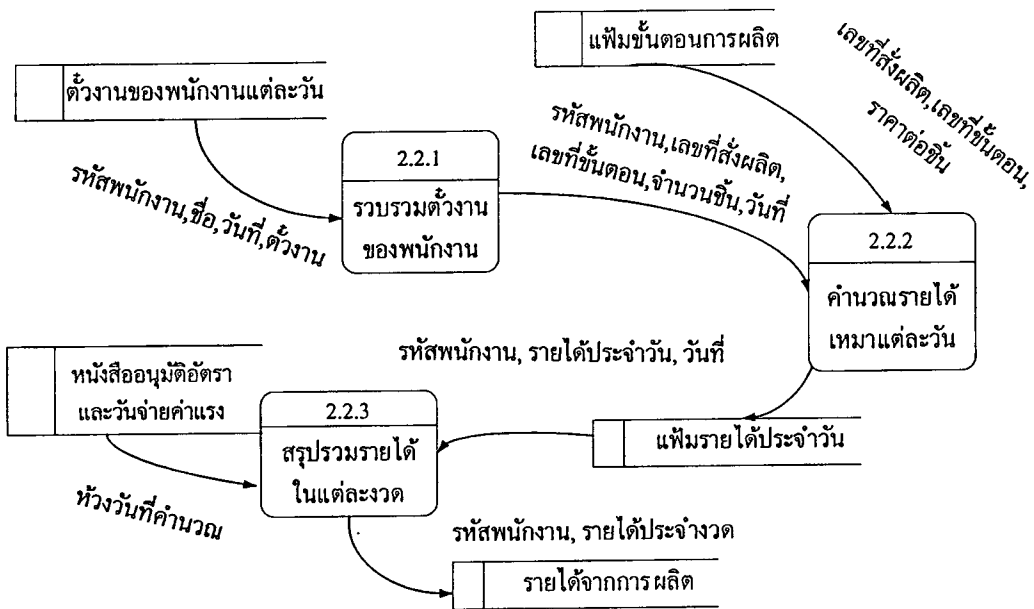 แฟ้มขั้นตอนการผลิต
ตั๋วงานของพนักงานแต่ละวัน
เลขที่สั่งผลิต,เลขที่ขั้นตอน,
ราคาต่อชิ้น
รหัสพนักงาน,เลขที่สั่งผลิต,
เลขที่ขั้นตอน,จำนวนชิ้น,วันที่
2.2.1
รวบรวมตั๋วงาน
ของพนักงาน
รหัสพนักงาน,ชื่อ,วันที่,ตั๋วงาน
2.2.2
คำนวณรายได้
เหมาแต่ละวัน
รหัสพนักงาน, รายได้ประจำวัน, วันที่
หนังสืออนุมัติอัตรา
และวันจ่ายค่าแรง
2.2.3
สรุปรวมรายได้
ในแต่ละงวด
แฟ้มรายได้ประจำวัน
ห้วงวันที่คำนวณ
รหัสพนักงาน, รายได้ประจำงวด
รายได้จากการ ผลิต